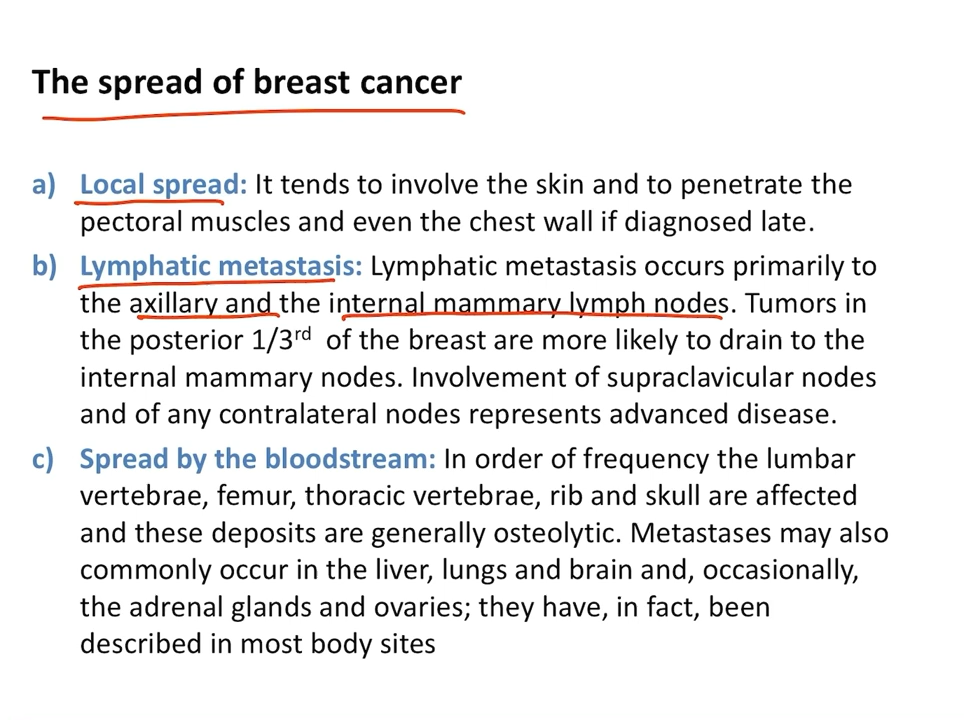 The spread of breast cancer
a) Local spread: It tends to involve the skin and to penetrate the
pectoral muscles and even the chest wall if diagnosed late.
b) Lymphatic metastasis: Lymphatic metastasis occurs primarily to
the axillary and the internal mammary lymph nodes. Tumors in
the posterior 1/3rd of the breast are more likely to drain to the
internal mammary nodes. Involvement of supraclavicular nodes
and of any contralateral nodes represents advanced disease.
c) Spread by the bloodstream: In order of frequency the lumbar
vertebrae, femur, thoracic vertebrae, rib and skull are affected
and these deposits are generally osteolytic. Metastases may also
commonly occur in the liver, lungs and brain and, occasionally,
the adrenal glands and ovaries; they have, in fact, been
described in most body sites